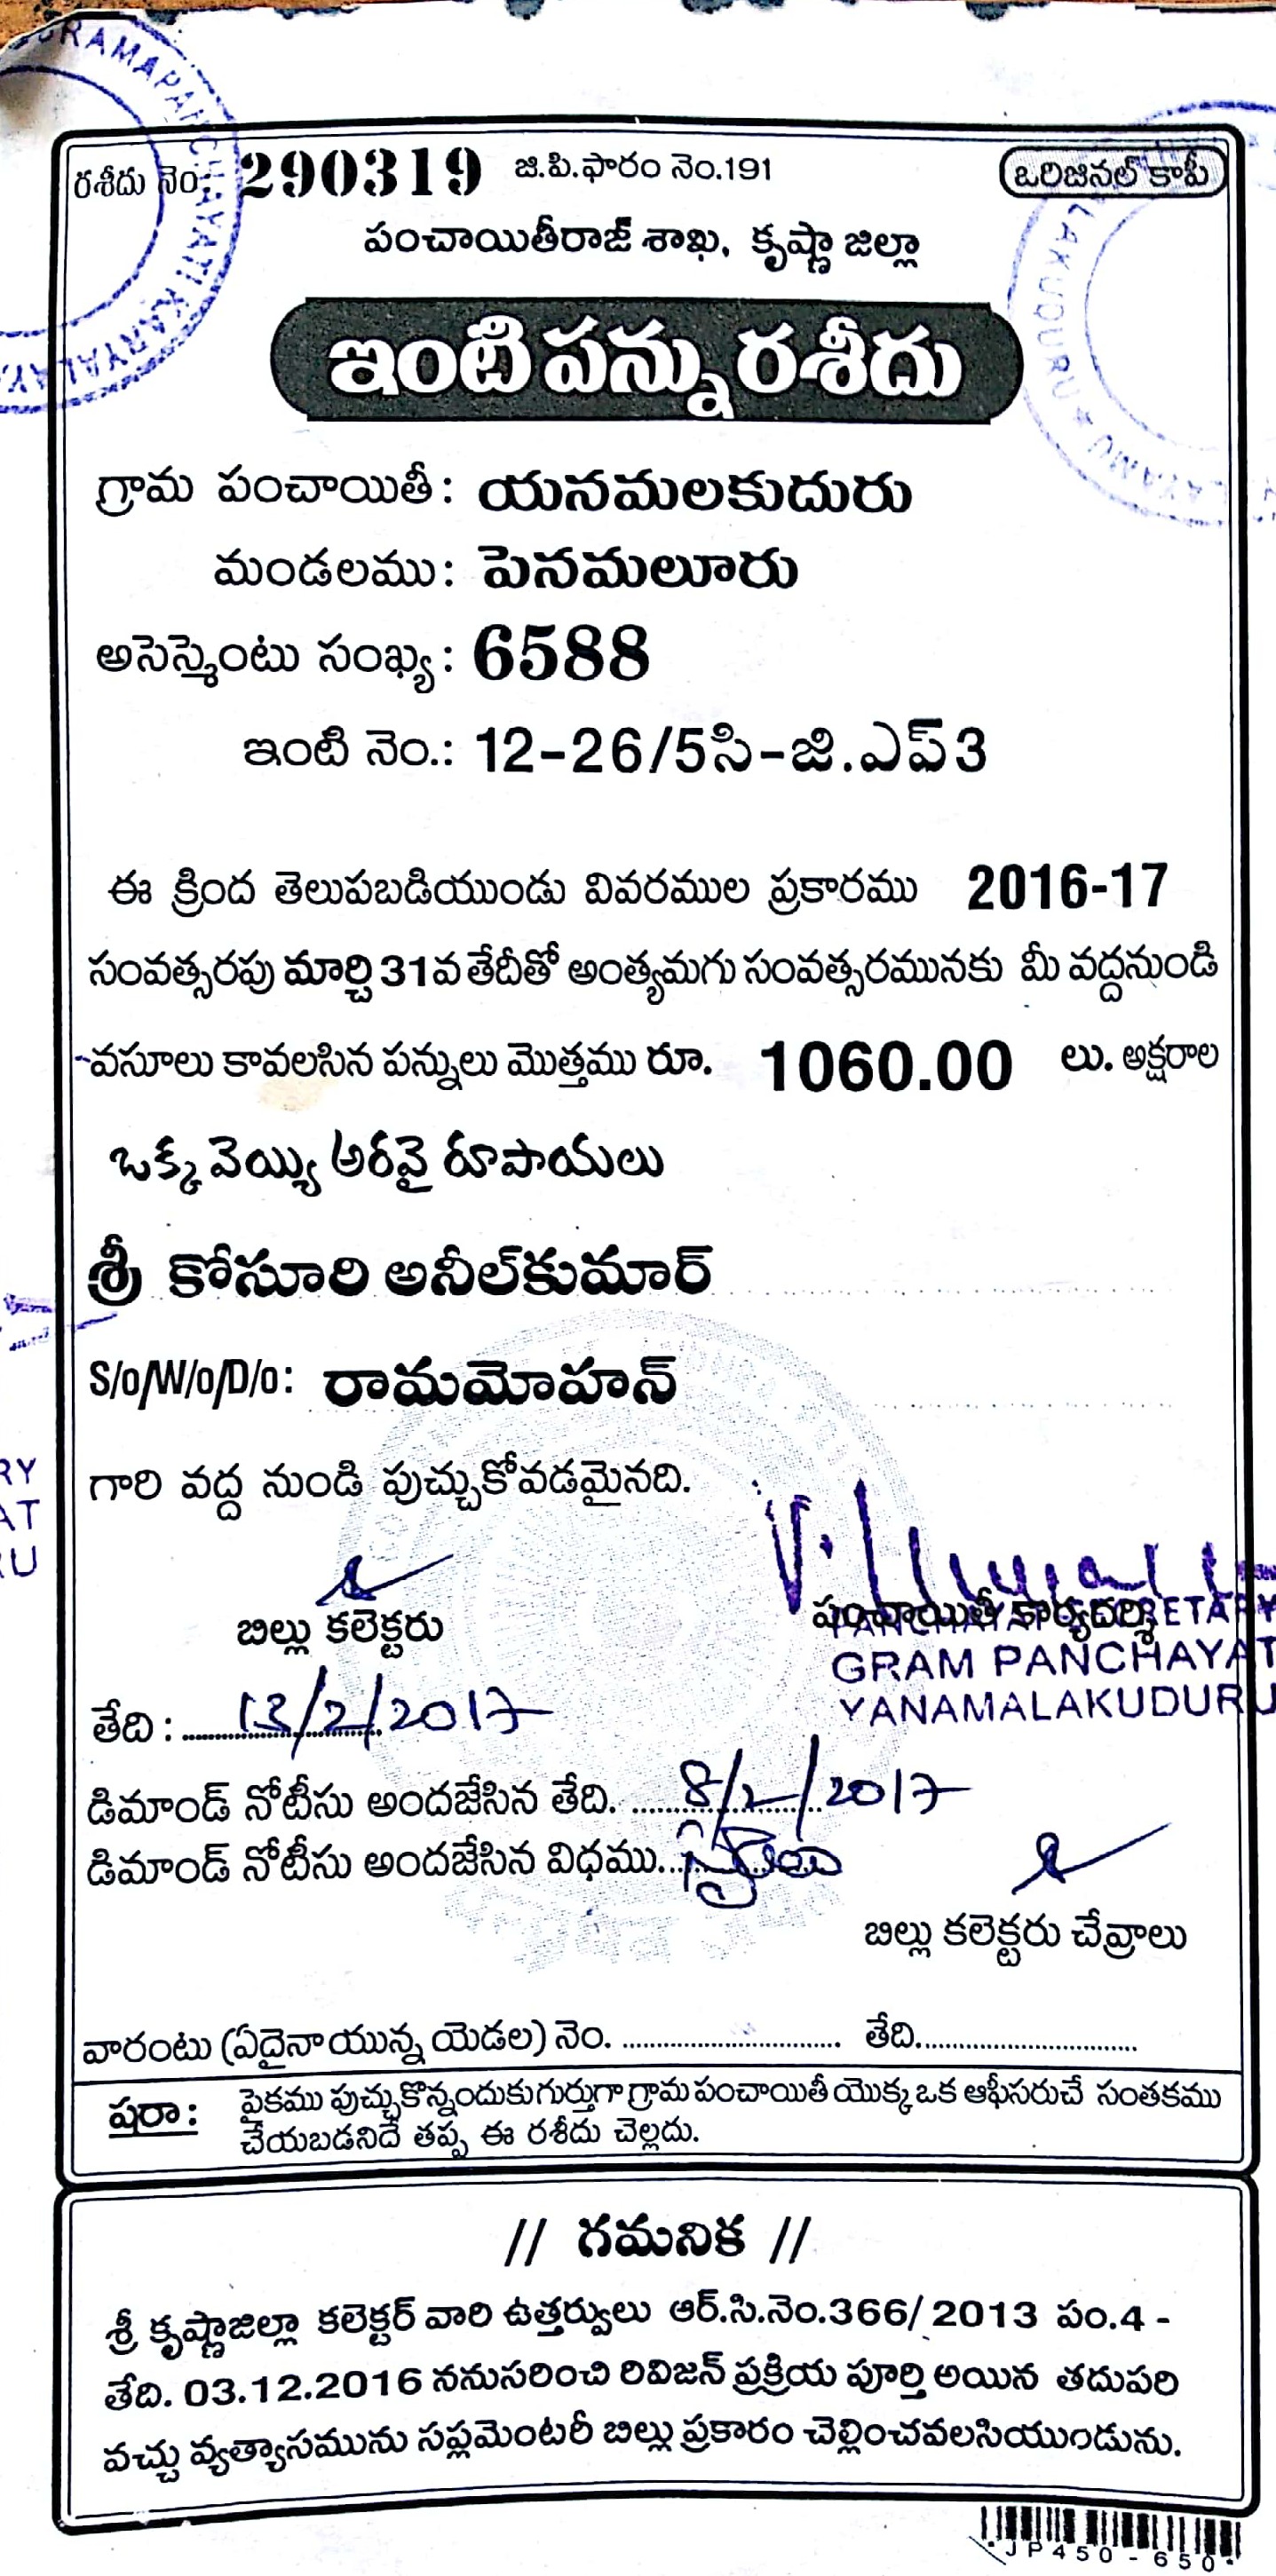 రశీదు నెం. 290319 జి.పి.ఫారం నెం.191 ఒరిజినల్ కాపీ
పంచాయితీరాజ్ శాఖ, కృష్ణా జిల్లా
ఇంటి పన్ను రశీదు
గ్రామ పంచాయితీ: యనమలకుదురు
మండలము: పెనమలూరు
అసెస్మెంటు సంఖ్య: 6588
ఇంటి నెం.: 12-26/5సి-జి.ఎఫ్3
ఈ క్రింద తెలుపబడియుండు వివరముల ప్రకారము 2016-17
సంవత్సరపు మార్చి 31వ తేదీతో అంత్యమగు సంవత్సరమునకు మీ వద్దనుండి
వసూలు కావలసిన పన్నులు మొత్తము రూ. 1060.00 లు. అక్షరాల
ఒక్క వెయ్యి అరవై రూపాయలు
శ్రీ కోసూరి అనీల్‌కుమార్
S/o/W/o/D/o: రామమోహన్
గారి వద్ద నుండి పుచ్చుకోవడమైనది.
బిల్లు కలెక్టరు పంచాయితీ కార్యదర్శి
PANCHAYAT SECRETARY
GRAM PANCHAYAT
YANAMALAKUDURU
తేది: 13/2/2017
డిమాండ్ నోటీసు అందజేసిన తేది. 8/2/2017
డిమాండ్ నోటీసు అందజేసిన విధము.
బిల్లు కలెక్టరు చేవ్రాలు
వారంటు (ఏదైనాయున్న యెడల) నెం. తేది.
షరా: పైకము పుచ్చుకొన్నందుకు గుర్తుగా గ్రామ పంచాయితీ యొక్క ఒక ఆఫీసరుచే సంతకము
చేయబడనిదే తప్ప ఈ రశీదు చెల్లదు.
// గమనిక //
శ్రీ కృష్ణాజిల్లా కలెక్టర్ వారి ఉత్తర్వులు ఆర్.సి.నెం.366/2013 పం.4 -
తేది. 03.12.2016 ననుసరించి రివిజన్ ప్రక్రియ పూర్తి అయిన తదుపరి
వచ్చు వ్యత్యాసమును సప్లమెంటరీ బిల్లు ప్రకారం చెల్లించవలసియుండును.
JP450-650